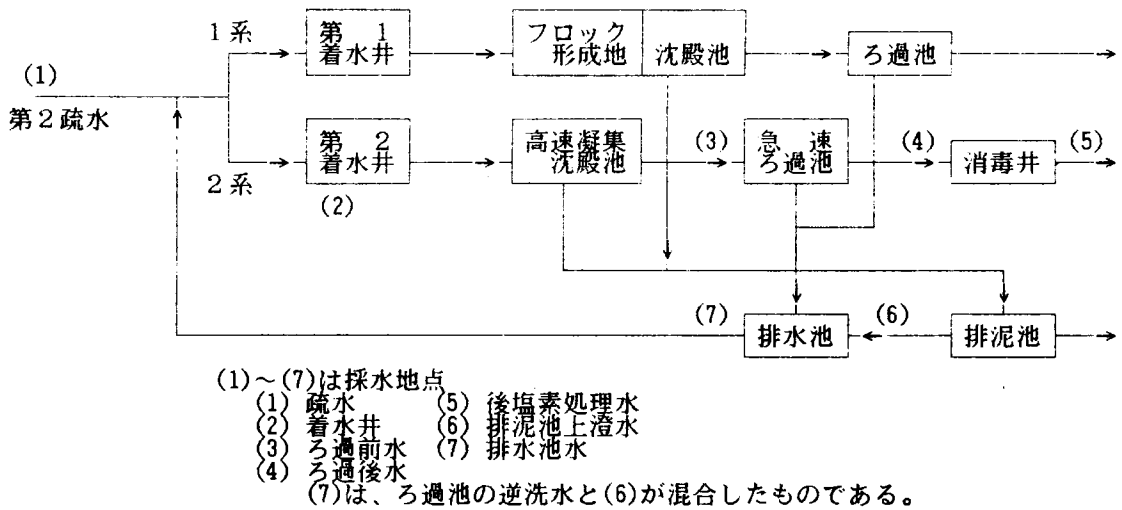 1系
第 1
着水井
フロック
形成地
沈殿池
ろ過池
(1)
第2疏水
第 2
着水井
高速凝集
沈殿池
(3)
急 速
ろ過池
(4)
消毒井
(5)
2系
(2)
(7)
排水池
(6)
排泥池
(1)~(7)は採水地点
(1) 疏水 (5) 後塩素処理水
(2) 着水井 (6) 排泥池上澄水
(3) ろ過前水 (7) 排水池水
(4) ろ過後水
(7)は、ろ過池の逆洗水と(6)が混合したものである。